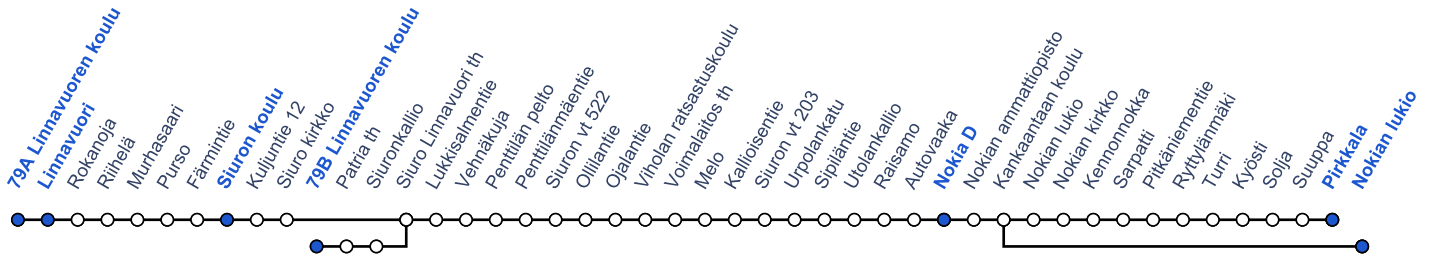 79A Linnavuoren koulu
Linnavuori
Rokanoja
Riihelä
Murhasaari
Purso
Färmintie
Siuron koulu
Kuljuntie 12
Siuro kirkko
79B Linnavuoren koulu
Patria th
Siuronkallio
Siuro Linnavuori th
Lukkisalmentie
Vehnäkuja
Penttilän pelto
Penttilänmäentie
Siuron vt 522
Ollilantie
Ojalantie
Viholan ratsastuskoulu
Voimalaitos th
Melo
Kallioisentie
Siuron vt 203
Urpolankatu
Sipiläntie
Utolankallio
Raisamo
Autovaaka
Nokia D
Nokian ammattiopisto
Kankaantaan koulu
Nokian lukio
Nokian kirkko
Kennonnokka
Sarpatti
Pitkäniementie
Ryttylänmäki
Turri
Kyösti
Solja
Suuppa
Pirkkala
Nokian lukio